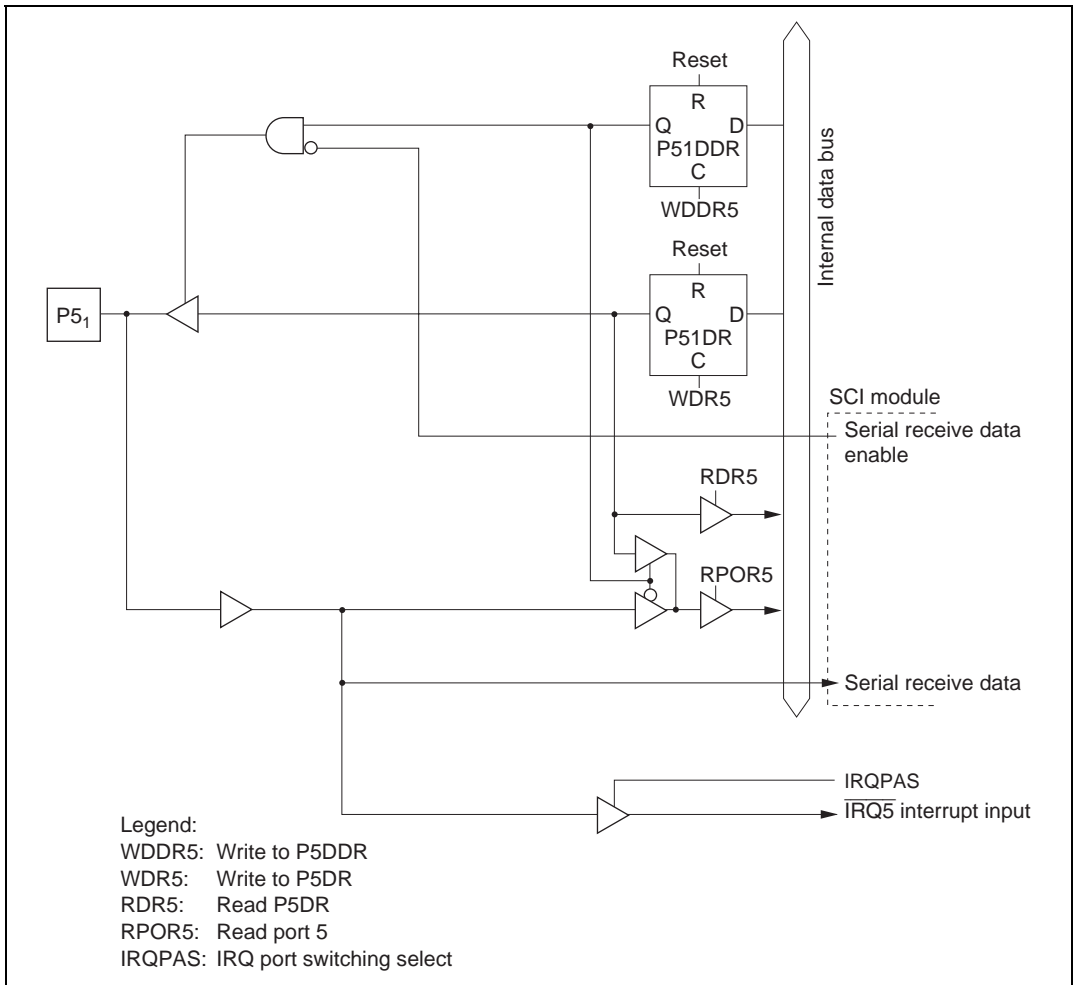 Reset
R
Q D
P51DDR
C
WDDR5
Reset
R
Q D
P51DR
C
WDR5
Internal data bus
P5₁
SCI module
Serial receive data
enable
RDR5
RPOR5
Serial receive data
IRQPAS
I̅R̅Q̅5̅ interrupt input
Legend:
WDDR5: Write to P5DDR
WDR5: Write to P5DR
RDR5: Read P5DR
RPOR5: Read port 5
IRQPAS: IRQ port switching select